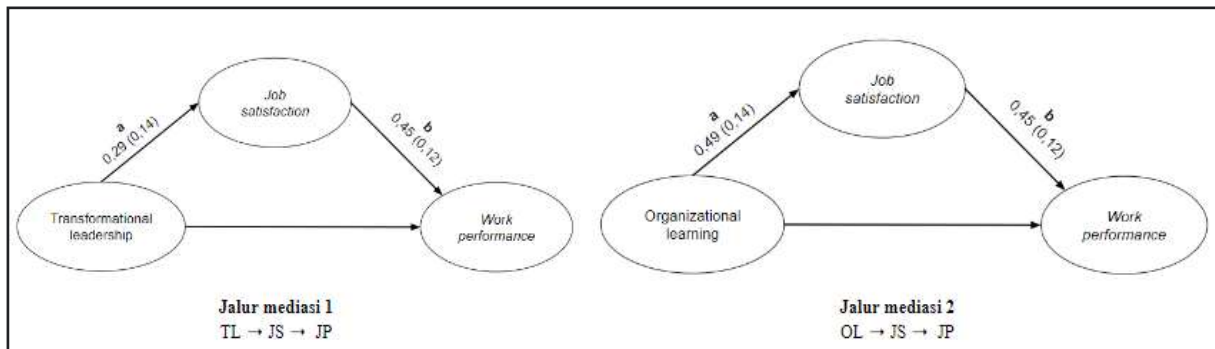 Job
satisfaction
a
0,29 (0,14)
b
0,45 (0,12)
Transformational
leadership
Work
performance
Jalur mediasi 1
TL → JS → JP
Job
satisfaction
a
0,49 (0,14)
b
0,45 (0,12)
Organizational
learning
Work
performance
Jalur mediasi 2
OL → JS → JP